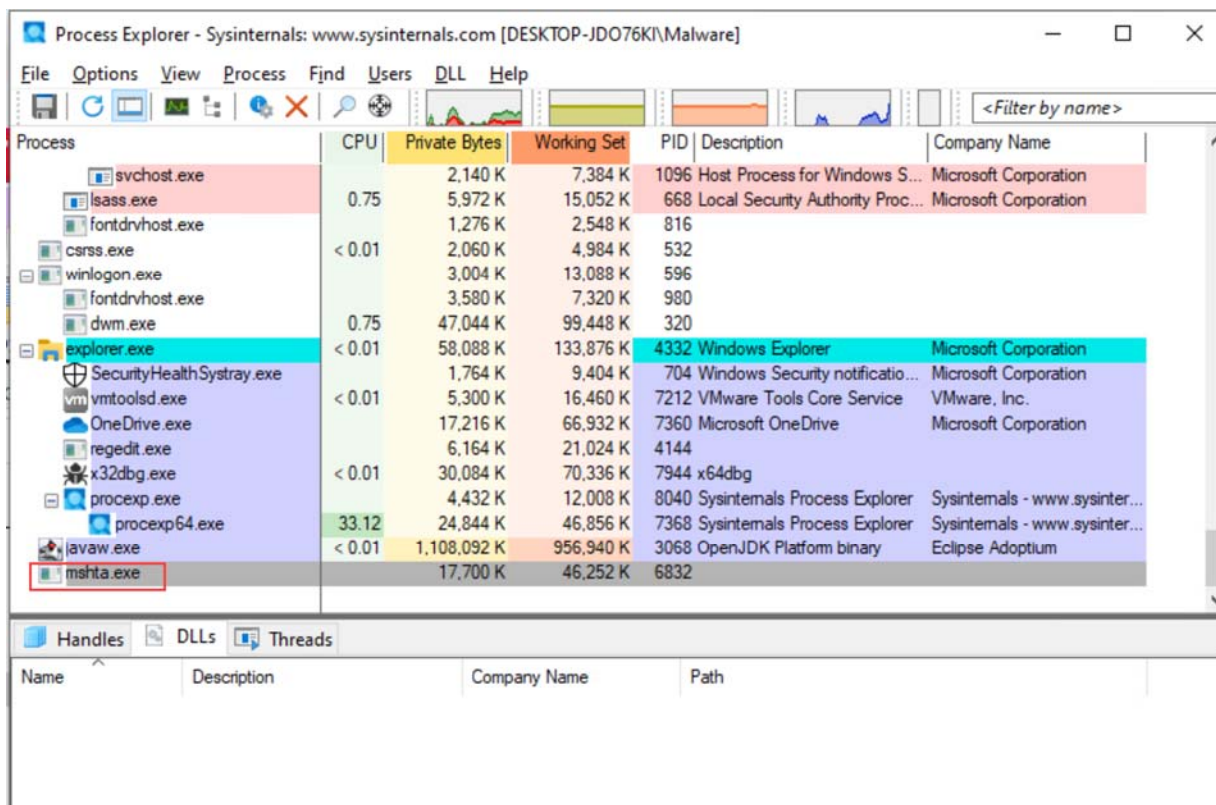 Process Explorer - Sysinternals: www.sysinternals.com [DESKTOP-JDO76KI\Malware]
File Options View Process Find Users DLL Help
<Filter by name>
Process CPU Private Bytes Working Set PID Description Company Name
svchost.exe 2,140 K 7,384 K 1096 Host Process for Windows S... Microsoft Corporation
lsass.exe 0.75 5,972 K 15,052 K 668 Local Security Authority Proc... Microsoft Corporation
fontdrvhost.exe 1,276 K 2,548 K 816
csrss.exe < 0.01 2,060 K 4,984 K 532
winlogon.exe 3,004 K 13,088 K 596
fontdrvhost.exe 3,580 K 7,320 K 980
dwm.exe 0.75 47,044 K 99,448 K 320
explorer.exe < 0.01 58,088 K 133,876 K 4332 Windows Explorer Microsoft Corporation
SecurityHealthSystray.exe 1,764 K 9,404 K 704 Windows Security notificatio... Microsoft Corporation
vm vmtoolsd.exe < 0.01 5,300 K 16,460 K 7212 VMware Tools Core Service VMware, Inc.
OneDrive.exe 17,216 K 66,932 K 7360 Microsoft OneDrive Microsoft Corporation
regedit.exe 6,164 K 21,024 K 4144
x32dbg.exe < 0.01 30,084 K 70,336 K 7944 x64dbg
procexp.exe 4,432 K 12,008 K 8040 Sysinternals Process Explorer Sysinternals - www.sysinter...
procexp64.exe 33.12 24,844 K 46,856 K 7368 Sysinternals Process Explorer Sysinternals - www.sysinter...
javaw.exe < 0.01 1,108,092 K 956,940 K 3068 OpenJDK Platform binary Eclipse Adoptium
mshta.exe 17,700 K 46,252 K 6832
Handles DLLs Threads
Name Description Company Name Path